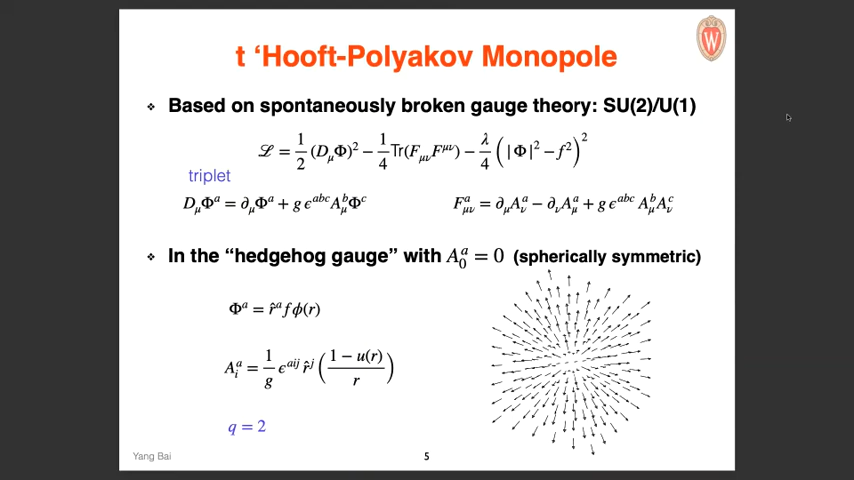 W
t ‘Hooft-Polyakov Monopole
❖ Based on spontaneously broken gauge theory: SU(2)/U(1)
ℒ = 1/2 (D_μΦ)² − 1/4 Tr(F_μν F^μν) − λ/4 (|Φ|² − f²)²
triplet
D_μΦ^a = ∂_μΦ^a + g ϵ^abc A_μ^b Φ^c
F_μν^a = ∂_μA_ν^a − ∂_νA_μ^a + g ϵ^abc A_μ^b A_ν^c
❖ In the “hedgehog gauge” with A_0^a = 0 (spherically symmetric)
Φ^a = r̂^a f ϕ(r)
A_i^a = 1/g ϵ^aij r̂^j ((1 − u(r))/r)
q = 2
Yang Bai
5